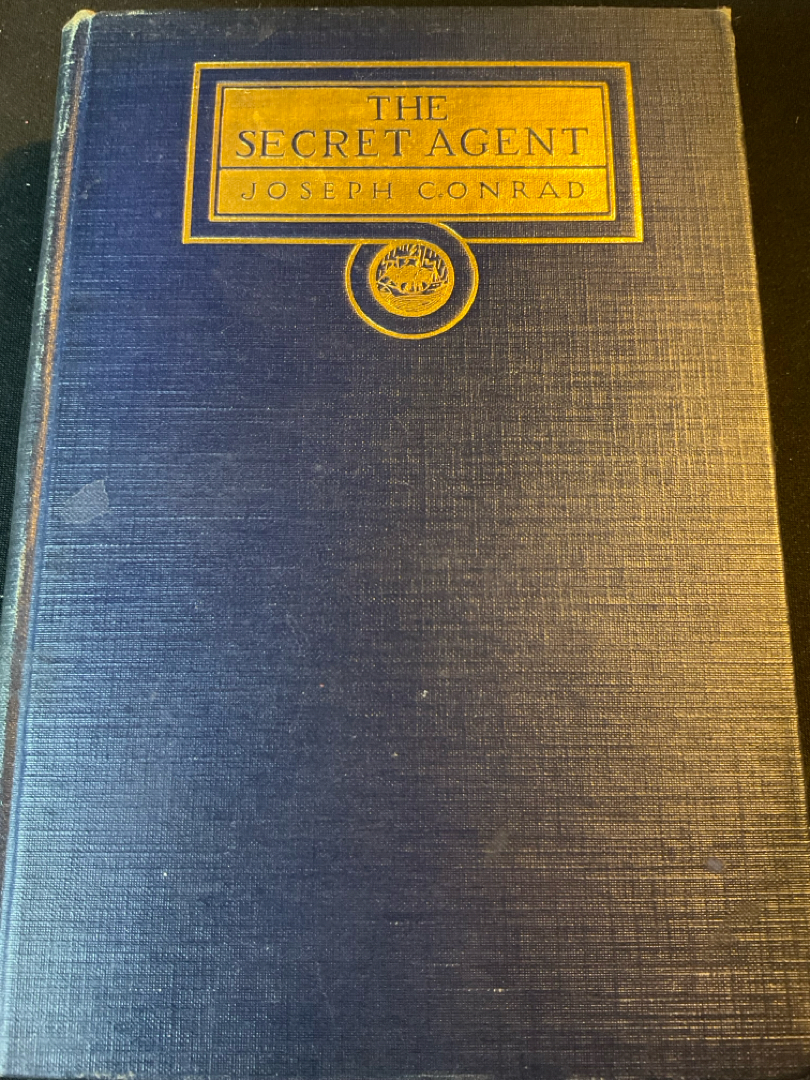 THE
SECRET AGENT
JOSEPH CONRAD